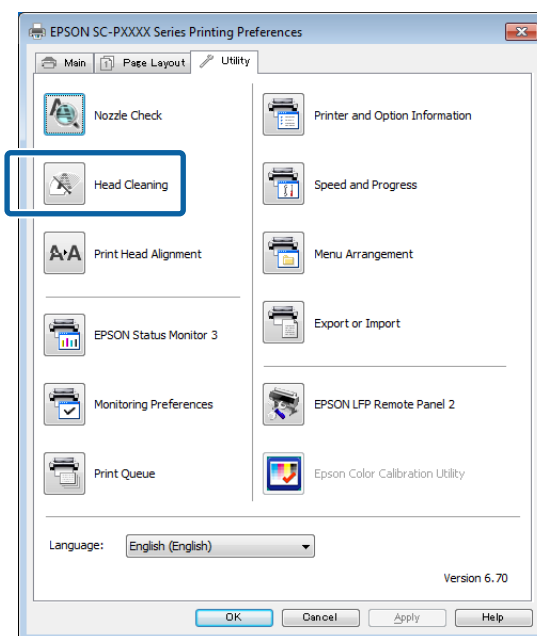 EPSON SC-PXXXX Series Printing Preferences
Main Page Layout Utility
Nozzle Check
Printer and Option Information
Head Cleaning
Speed and Progress
Print Head Alignment
Menu Arrangement
EPSON Status Monitor 3
Export or Import
Monitoring Preferences
EPSON LFP Remote Panel 2
Print Queue
Epson Color Calibration Utility
Language: English (English)
Version 6.70
OK Cancel Apply Help